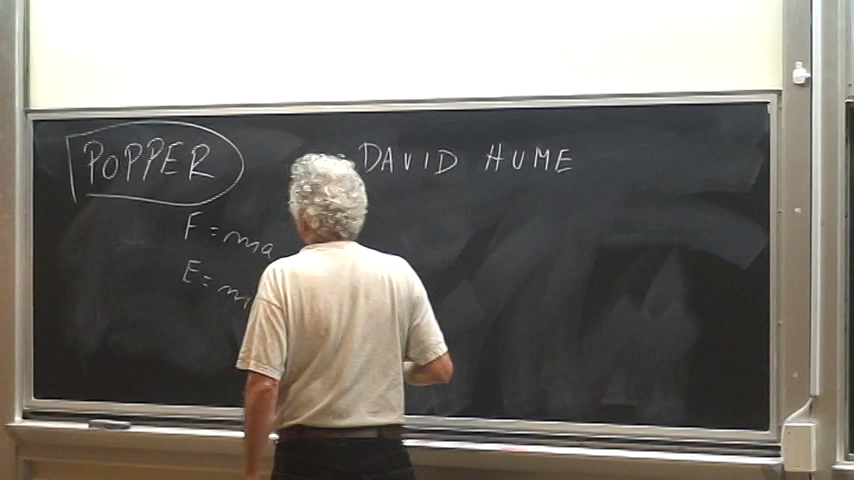 POPPER
DAVID HUME
F = ma
E =